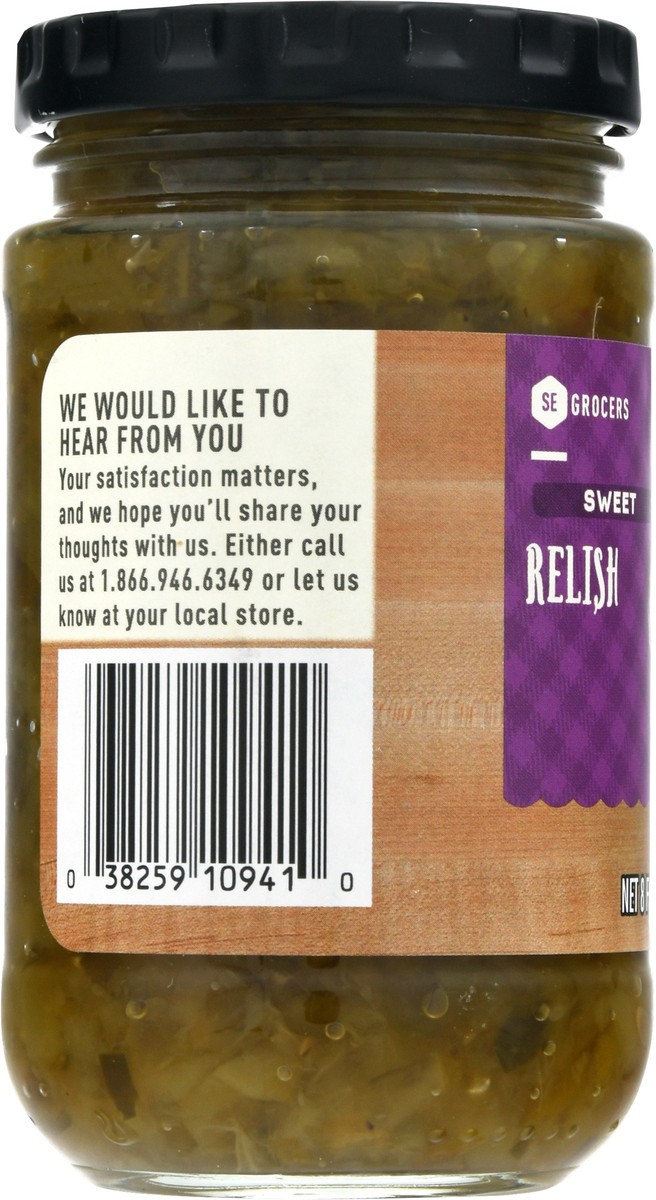 WE WOULD LIKE TO
HEAR FROM YOU
Your satisfaction matters,
and we hope you'll share your
thoughts with us. Either call
us at 1.866.946.6349 or let us
know at your local store.
0 38259 10941 0
SE GROCERS
SWEET
RELISH
NET 8